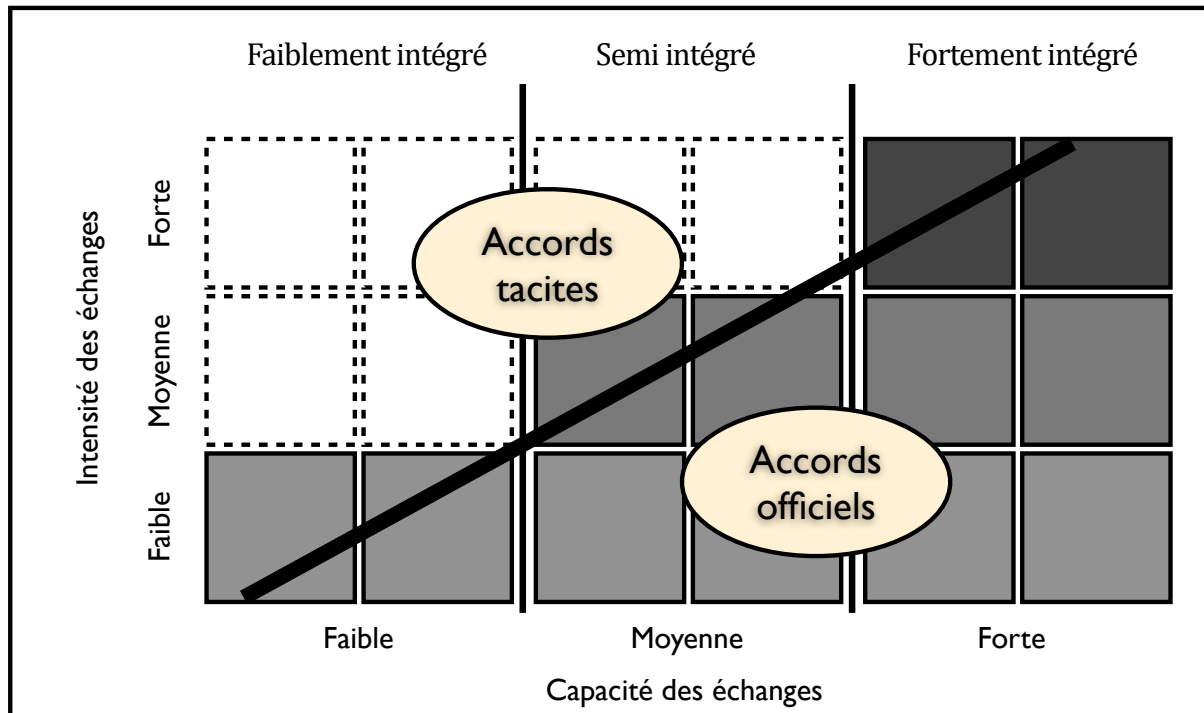 Faiblement intégré
Semi intégré
Fortement intégré
Intensité des échanges
Forte
Moyenne
Faible
Accords
tacites
Accords
officiels
Faible
Moyenne
Forte
Capacité des échanges